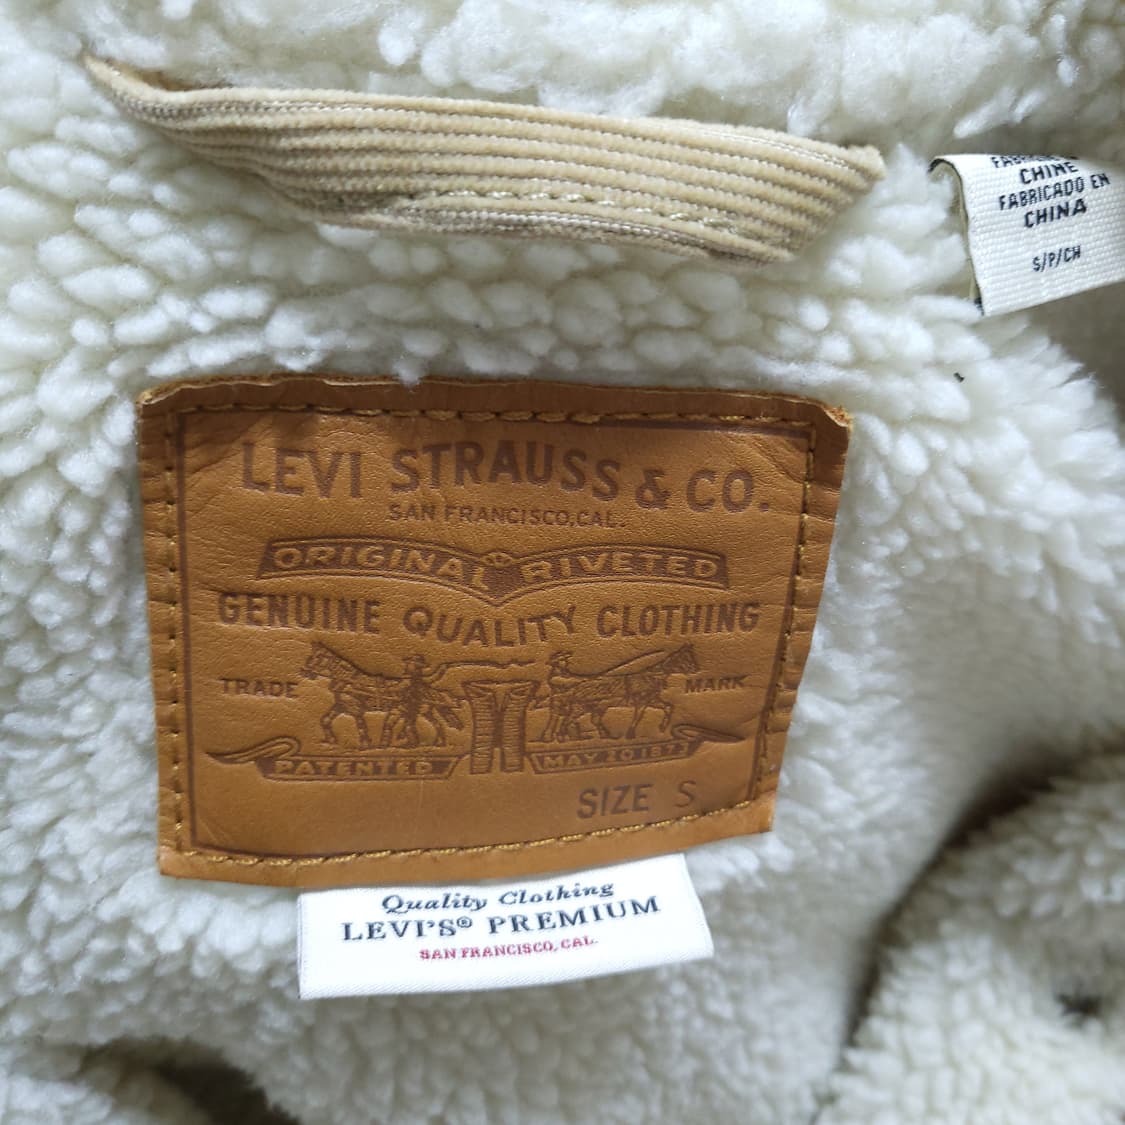 CHINE
FABRICADO EN
CHINA
S/P/CH
LEVI STRAUSS & CO.
SAN FRANCISCO, CAL.
ORIGINAL RIVETED
GENUINE QUALITY CLOTHING
TRADE MARK
PATENTED MAY 20 1873
SIZE S
Quality Clothing
LEVI'S® PREMIUM
SAN FRANCISCO, CAL.